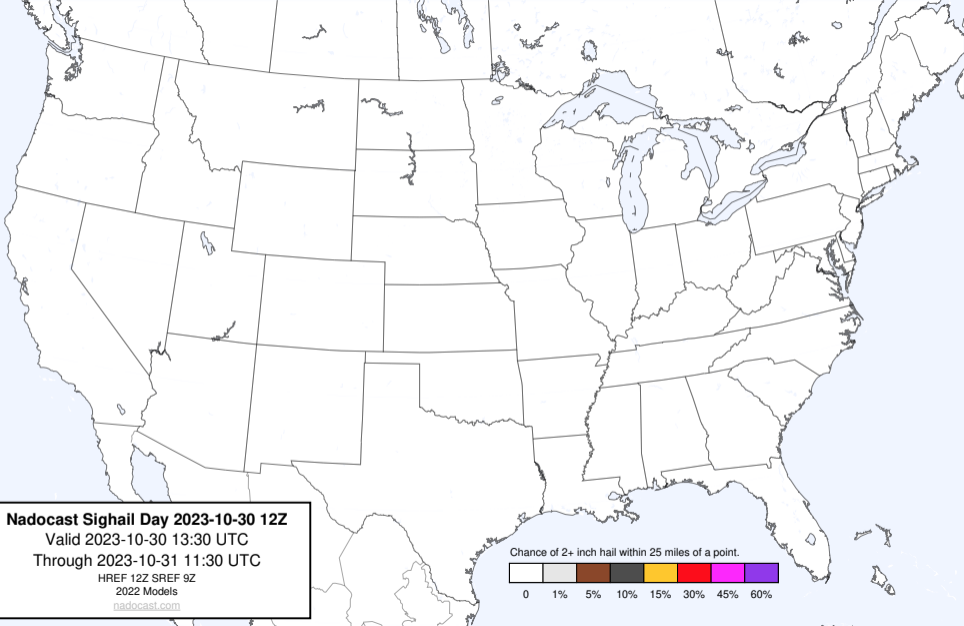 Nadocast Sighail Day 2023-10-30 12Z
Valid 2023-10-30 13:30 UTC
Through 2023-10-31 11:30 UTC
HREF 12Z SREF 9Z
2022 Models
nadocast.com
Chance of 2+ inch hail within 25 miles of a point.
0 1% 5% 10% 15% 30% 45% 60%